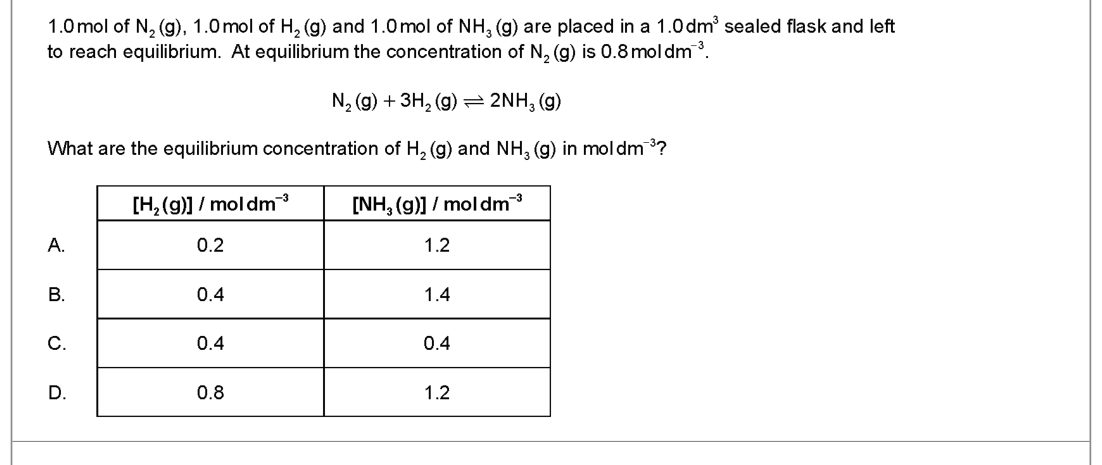 1.0 mol of N₂ (g), 1.0 mol of H₂ (g) and 1.0 mol of NH₃ (g) are placed in a 1.0 dm³ sealed flask and left
to reach equilibrium. At equilibrium the concentration of N₂ (g) is 0.8 mol dm⁻³.
N₂ (g) + 3H₂ (g) ⇌ 2NH₃ (g)
What are the equilibrium concentration of H₂ (g) and NH₃ (g) in mol dm⁻³?
[H₂ (g)] / mol dm⁻³ [NH₃ (g)] / mol dm⁻³
A. 0.2 1.2
B. 0.4 1.4
C. 0.4 0.4
D. 0.8 1.2